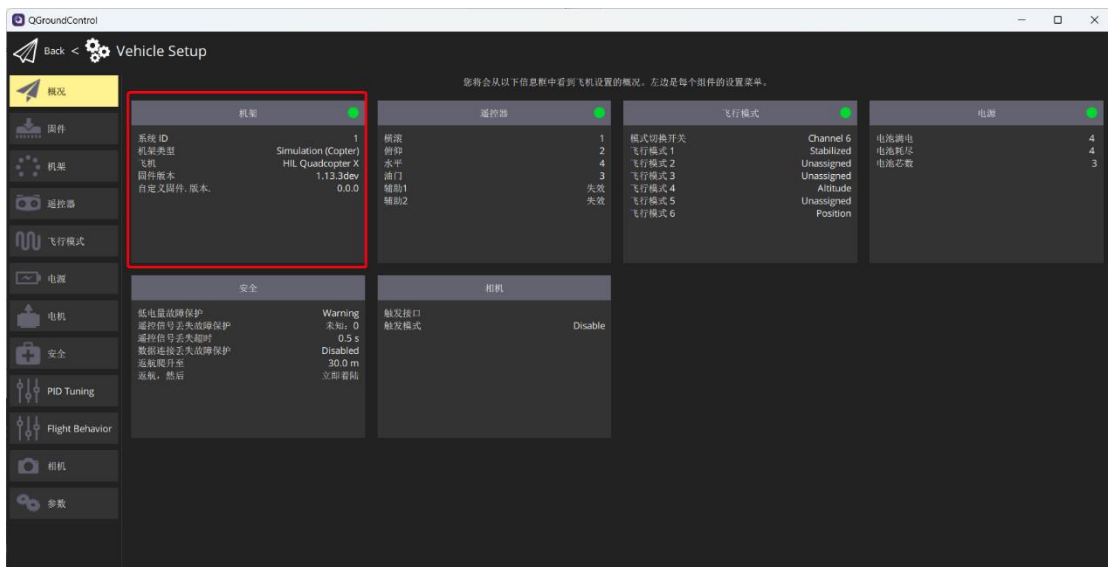 QGroundControl
Back < Vehicle Setup
您将会从以下信息框中看到飞机设置的概况。左边是每个组件的设置菜单。
概况
固件
机架
遥控器
飞行模式
电源
电机
安全
PID Tuning
Flight Behavior
相机
参数
机架
系统 ID 1
机架类型 Simulation (Copter)
飞机 HIL Quadcopter X
固件版本 1.13.3dev
自定义固件. 版本. 0.0.0
遥控器
横滚 1
俯仰 2
水平 4
油门 3
辅助1 失效
辅助2 失效
飞行模式
模式切换开关 Channel 6
飞行模式 1 Stabilized
飞行模式 2 Unassigned
飞行模式 3 Unassigned
飞行模式 4 Altitude
飞行模式 5 Unassigned
飞行模式 6 Position
电源
电池满电 4
电池耗尽 4
电池芯数 3
安全
低电量故障保护 Warning
遥控信号丢失故障保护 未知: 0
遥控信号丢失超时 0.5 s
数据连接丢失故障保护 Disabled
返航爬升至 30.0 m
返航，然后 立即着陆
相机
触发接口
触发模式 Disable